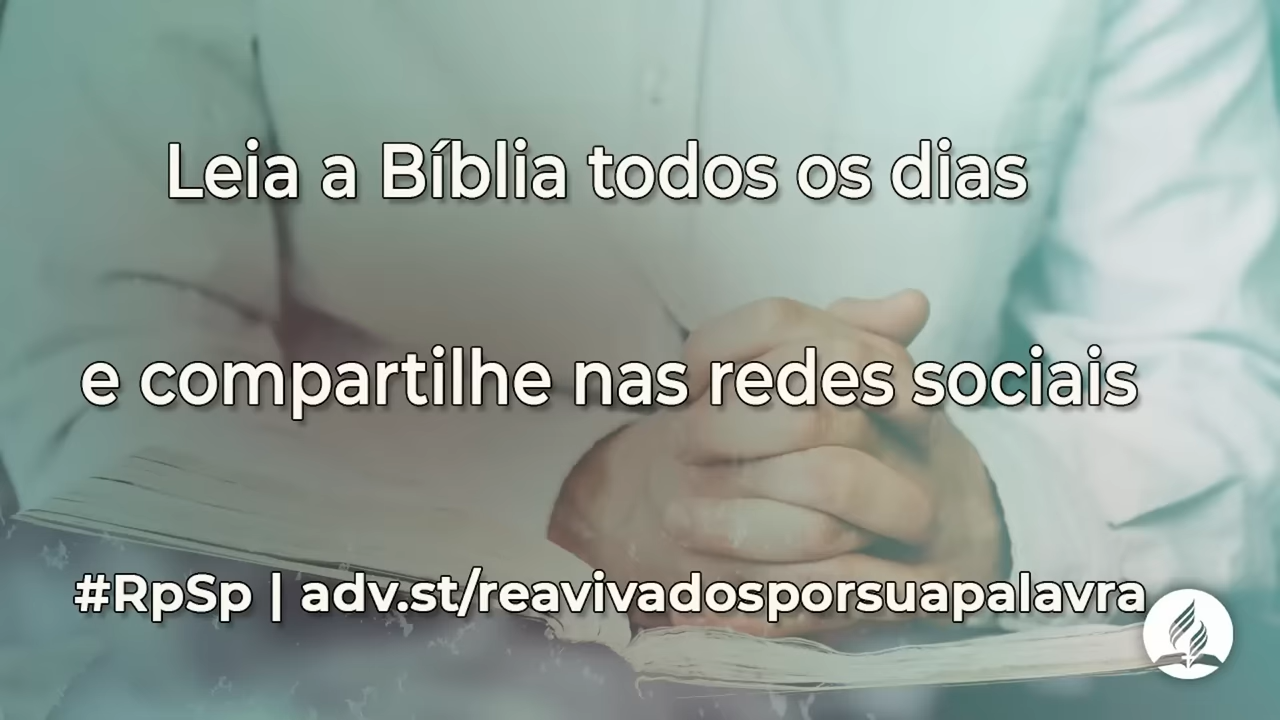 Leia a Bíblia todos os dias
e compartilhe nas redes sociais
#RpSp | adv.st/reavivadosporsuapalavra